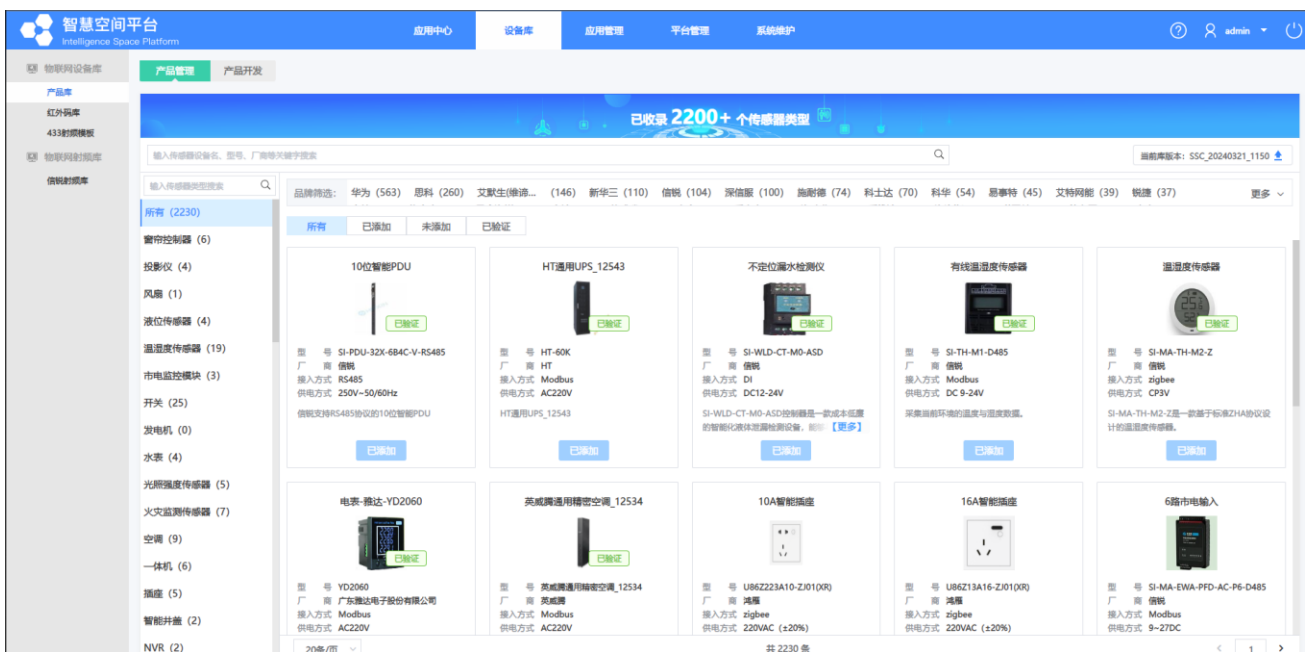 智慧空间平台
Intelligence Space Platform
应用中心 设备库 应用管理 平台管理 系统维护
admin
物联网设备库
产品库
红外码库
433射频模板
物联网射频库
信锐射频库
产品管理 产品开发
已收录 2200+ 个传感器类型
输入传感器设备名、型号、厂商等关键字搜索
当前库版本: SSC_20240321_1150
输入传感器类型搜索
所有 (2230)
窗帘控制器 (6)
投影仪 (4)
风扇 (1)
液位传感器 (4)
温湿度传感器 (19)
市电监控模块 (3)
开关 (25)
发电机 (0)
水表 (4)
光照强度传感器 (5)
火灾监测传感器 (7)
空调 (9)
一体机 (6)
插座 (5)
智能井盖 (2)
NVR (2)
品牌筛选: 华为 (563) 思科 (260) 艾默生(维谛... (146) 新华三 (110) 信锐 (104) 深信服 (100) 施耐德 (74) 科士达 (70) 科华 (54) 易事特 (45) 艾特网能 (39) 锐捷 (37) 更多
所有 已添加 未添加 已验证
10位智能PDU
已验证
型 号 SI-PDU-32X-6B4C-V-RS485
厂 商 信锐
接入方式 RS485
供电方式 250V~50/60Hz
信锐支持RS485协议的10位智能PDU
已添加
HT通用UPS_12543
已验证
型 号 HT-60K
厂 商 HT
接入方式 Modbus
供电方式 AC220V
HT通用UPS_12543
已添加
不定位漏水检测仪
已验证
型 号 SI-WLD-CT-M0-ASD
厂 商 信锐
接入方式 DI
供电方式 DC12-24V
SI-WLD-CT-M0-ASD控制器是一款成本低廉
的智能化液体泄漏检测设备，能够【更多】
已添加
有线温湿度传感器
已验证
型 号 SI-TH-M1-D485
厂 商 信锐
接入方式 Modbus
供电方式 DC 9-24V
采集当前环境的温度与湿度数据。
已添加
温湿度传感器
已验证
型 号 SI-MA-TH-M2-Z
厂 商 信锐
接入方式 zigbee
供电方式 CP3V
SI-MA-TH-M2-Z是一款基于标准ZHA协议设
计的温湿度传感器。
已添加
电表-雅达-YD2060
已验证
型 号 YD2060
厂 商 广东雅达电子股份有限公司
接入方式 Modbus
供电方式 AC220V
英威腾通用精密空调_12534
已验证
型 号 英威腾通用精密空调_12534
厂 商 英威腾
接入方式 Modbus
供电方式 AC220V
10A智能插座
型 号 U86Z223A10-ZJ01(XR)
厂 商 鸿雁
接入方式 zigbee
供电方式 220VAC (±20%)
16A智能插座
型 号 U86Z13A16-ZJ01(XR)
厂 商 鸿雁
接入方式 zigbee
供电方式 220VAC (±20%)
6路市电输入
型 号 SI-MA-EWA-PFD-AC-P6-D485
厂 商 信锐
接入方式 Modbus
供电方式 9~27DC
20条/页
共 2230 条
1